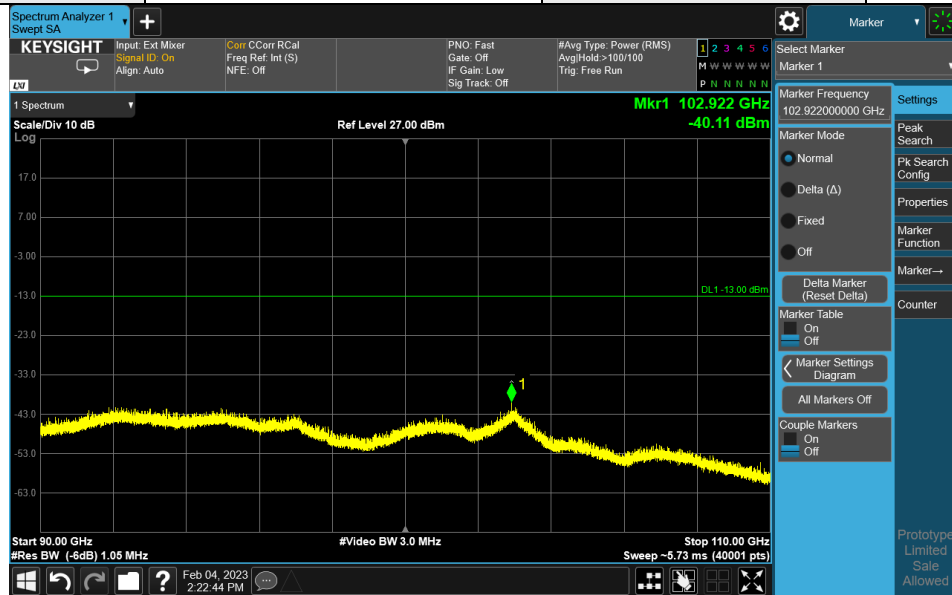 Spectrum Analyzer 1
Swept SA
Marker
KEYSIGHT
Input: Ext Mixer
Signal ID: On
Align: Auto
Corr CCorr RCal
Freq Ref: Int (S)
NFE: Off
PNO: Fast
Gate: Off
IF Gain: Low
Sig Track: Off
#Avg Type: Power (RMS)
Avg|Hold:>100/100
Trig: Free Run
1 2 3 4 5 6
M W W W W W
P N N N N N
LXI
Select Marker
Marker 1
1 Spectrum
Mkr1 102.922 GHz
-40.11 dBm
Scale/Div 10 dB
Ref Level 27.00 dBm
Log
17.0
7.00
-3.00
-13.0
-23.0
-33.0
-43.0
-53.0
-63.0
DL1 -13.00 dBm
1
Start 90.00 GHz
#Video BW 3.0 MHz
Stop 110.00 GHz
#Res BW (-6dB) 1.05 MHz
Sweep ~5.73 ms (40001 pts)
Marker Frequency
102.922000000 GHz
Marker Mode
Normal
Delta (Δ)
Fixed
Off
Delta Marker
(Reset Delta)
Marker Table
On
Off
Marker Settings
Diagram
All Markers Off
Couple Markers
On
Off
Settings
Peak
Search
Pk Search
Config
Properties
Marker
Function
Marker→
Counter
Prototype
Limited
Sale
Allowed
?
Feb 04, 2023
2:22:44 PM